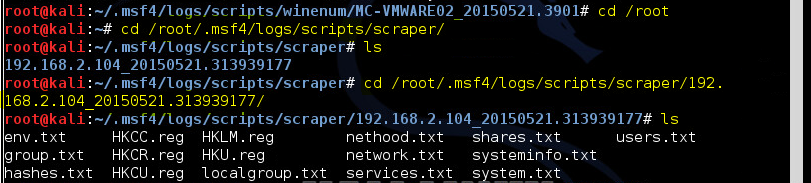 root@kali:~/.msf4/logs/scripts/winenum/MC-VMWARE02_20150521.3901# cd /root
root@kali:~# cd /root/.msf4/logs/scripts/scraper/
root@kali:~/.msf4/logs/scripts/scraper# ls
192.168.2.104_20150521.313939177
root@kali:~/.msf4/logs/scripts/scraper# cd /root/.msf4/logs/scripts/scraper/192.
168.2.104_20150521.313939177/
root@kali:~/.msf4/logs/scripts/scraper/192.168.2.104_20150521.313939177# ls
env.txt HKCC.reg HKLM.reg nethood.txt shares.txt users.txt
group.txt HKCR.reg HKU.reg network.txt systeminfo.txt
hashes.txt HKCU.reg localgroup.txt services.txt system.txt